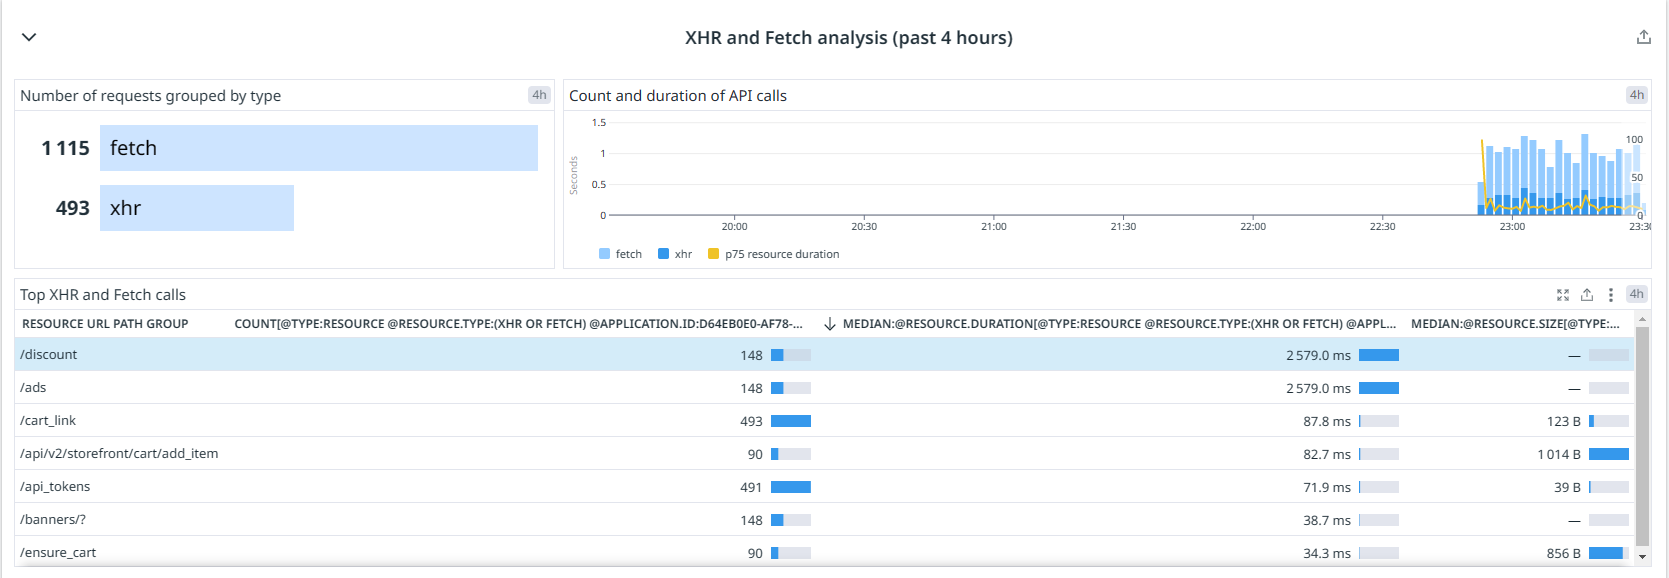 XHR and Fetch analysis (past 4 hours)
Number of requests grouped by type 4h
1 115 fetch
493 xhr
Count and duration of API calls 4h
Seconds
1.5
1
0.5
0
100
50
0
20:00 20:30 21:00 21:30 22:00 22:30 23:00 23:30
fetch xhr p75 resource duration
Top XHR and Fetch calls 4h
RESOURCE URL PATH GROUP COUNT[@TYPE:RESOURCE @RESOURCE.TYPE:(XHR OR FETCH) @APPLICATION.ID:D64EB0E0-AF78-... MEDIAN:@RESOURCE.DURATION[@TYPE:RESOURCE @RESOURCE.TYPE:(XHR OR FETCH) @APPL... MEDIAN:@RESOURCE.SIZE[@TYPE:...
/discount 148 2 579.0 ms —
/ads 148 2 579.0 ms —
/cart_link 493 87.8 ms 123 B
/api/v2/storefront/cart/add_item 90 82.7 ms 1 014 B
/api_tokens 491 71.9 ms 39 B
/banners/? 148 38.7 ms —
/ensure_cart 90 34.3 ms 856 B